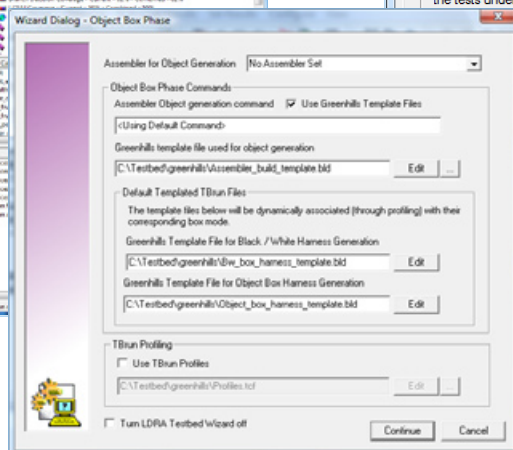 the tests under
Wizard Dialog - Object Box Phase
Assembler for Object Generation No Assembler Set
Object Box Phase Commands
Assembler Object generation command Use Greenhills Template Files
<Using Default Command>
Greenhills template file used for object generation
C:\Testbed\greenhills\Assembler_build_template.bld Edit ...
Default Templated TBrun Files
The template files below will be dynamically associated (through profiling) with their
corresponding box mode.
Greenhills Template File for Black / White Harness Generation
C:\Testbed\greenhills\Bw_box_harness_template.bld Edit
Greenhills Template File for Object Box Harness Generation
C:\Testbed\greenhills\Object_box_harness_template.bld Edit
TBrun Profiling
Use TBrun Profiles
C:\Testbed\greenhills\Profiles.tcf Edit ...
Turn LDRA Testbed Wizard off
Continue Cancel